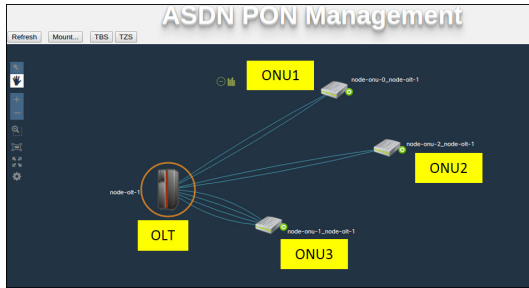 ASDN PON Management
Refresh
Mount...
TBS
TZS
ONU1
node-onu-0_node-olt-1
node-onu-2_node-olt-1
ONU2
node-olt-1
OLT
node-onu-1_node-olt-1
ONU3